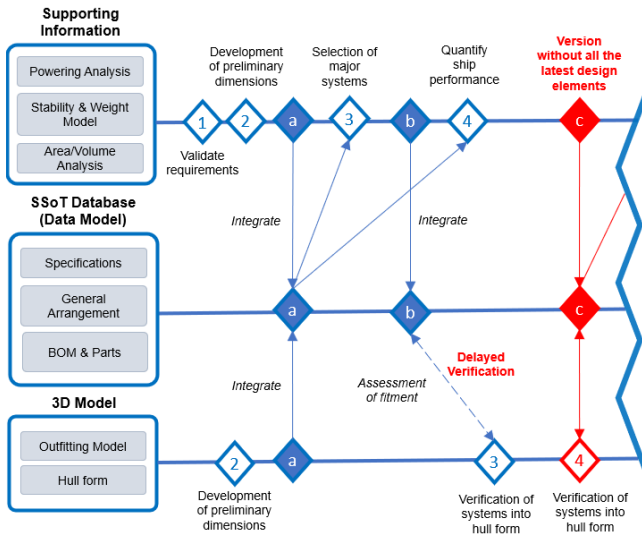 Supporting
Information
Powering Analysis
Stability & Weight
Model
Area/Volume
Analysis
Development
of preliminary
dimensions
Selection of
major
systems
Quantify
ship
performance
Version
without all the
latest design
elements
1
2
a
3
b
4
c
Validate
requirements
SSoT Database
(Data Model)
Specifications
General
Arrangement
BOM & Parts
Integrate
Integrate
a
b
c
Integrate
Assessment
of fitment
Delayed
Verification
3D Model
Outfitting Model
Hull form
2
a
3
4
Development
of preliminary
dimensions
Verification of
systems into
hull form
Verification of
systems into
hull form